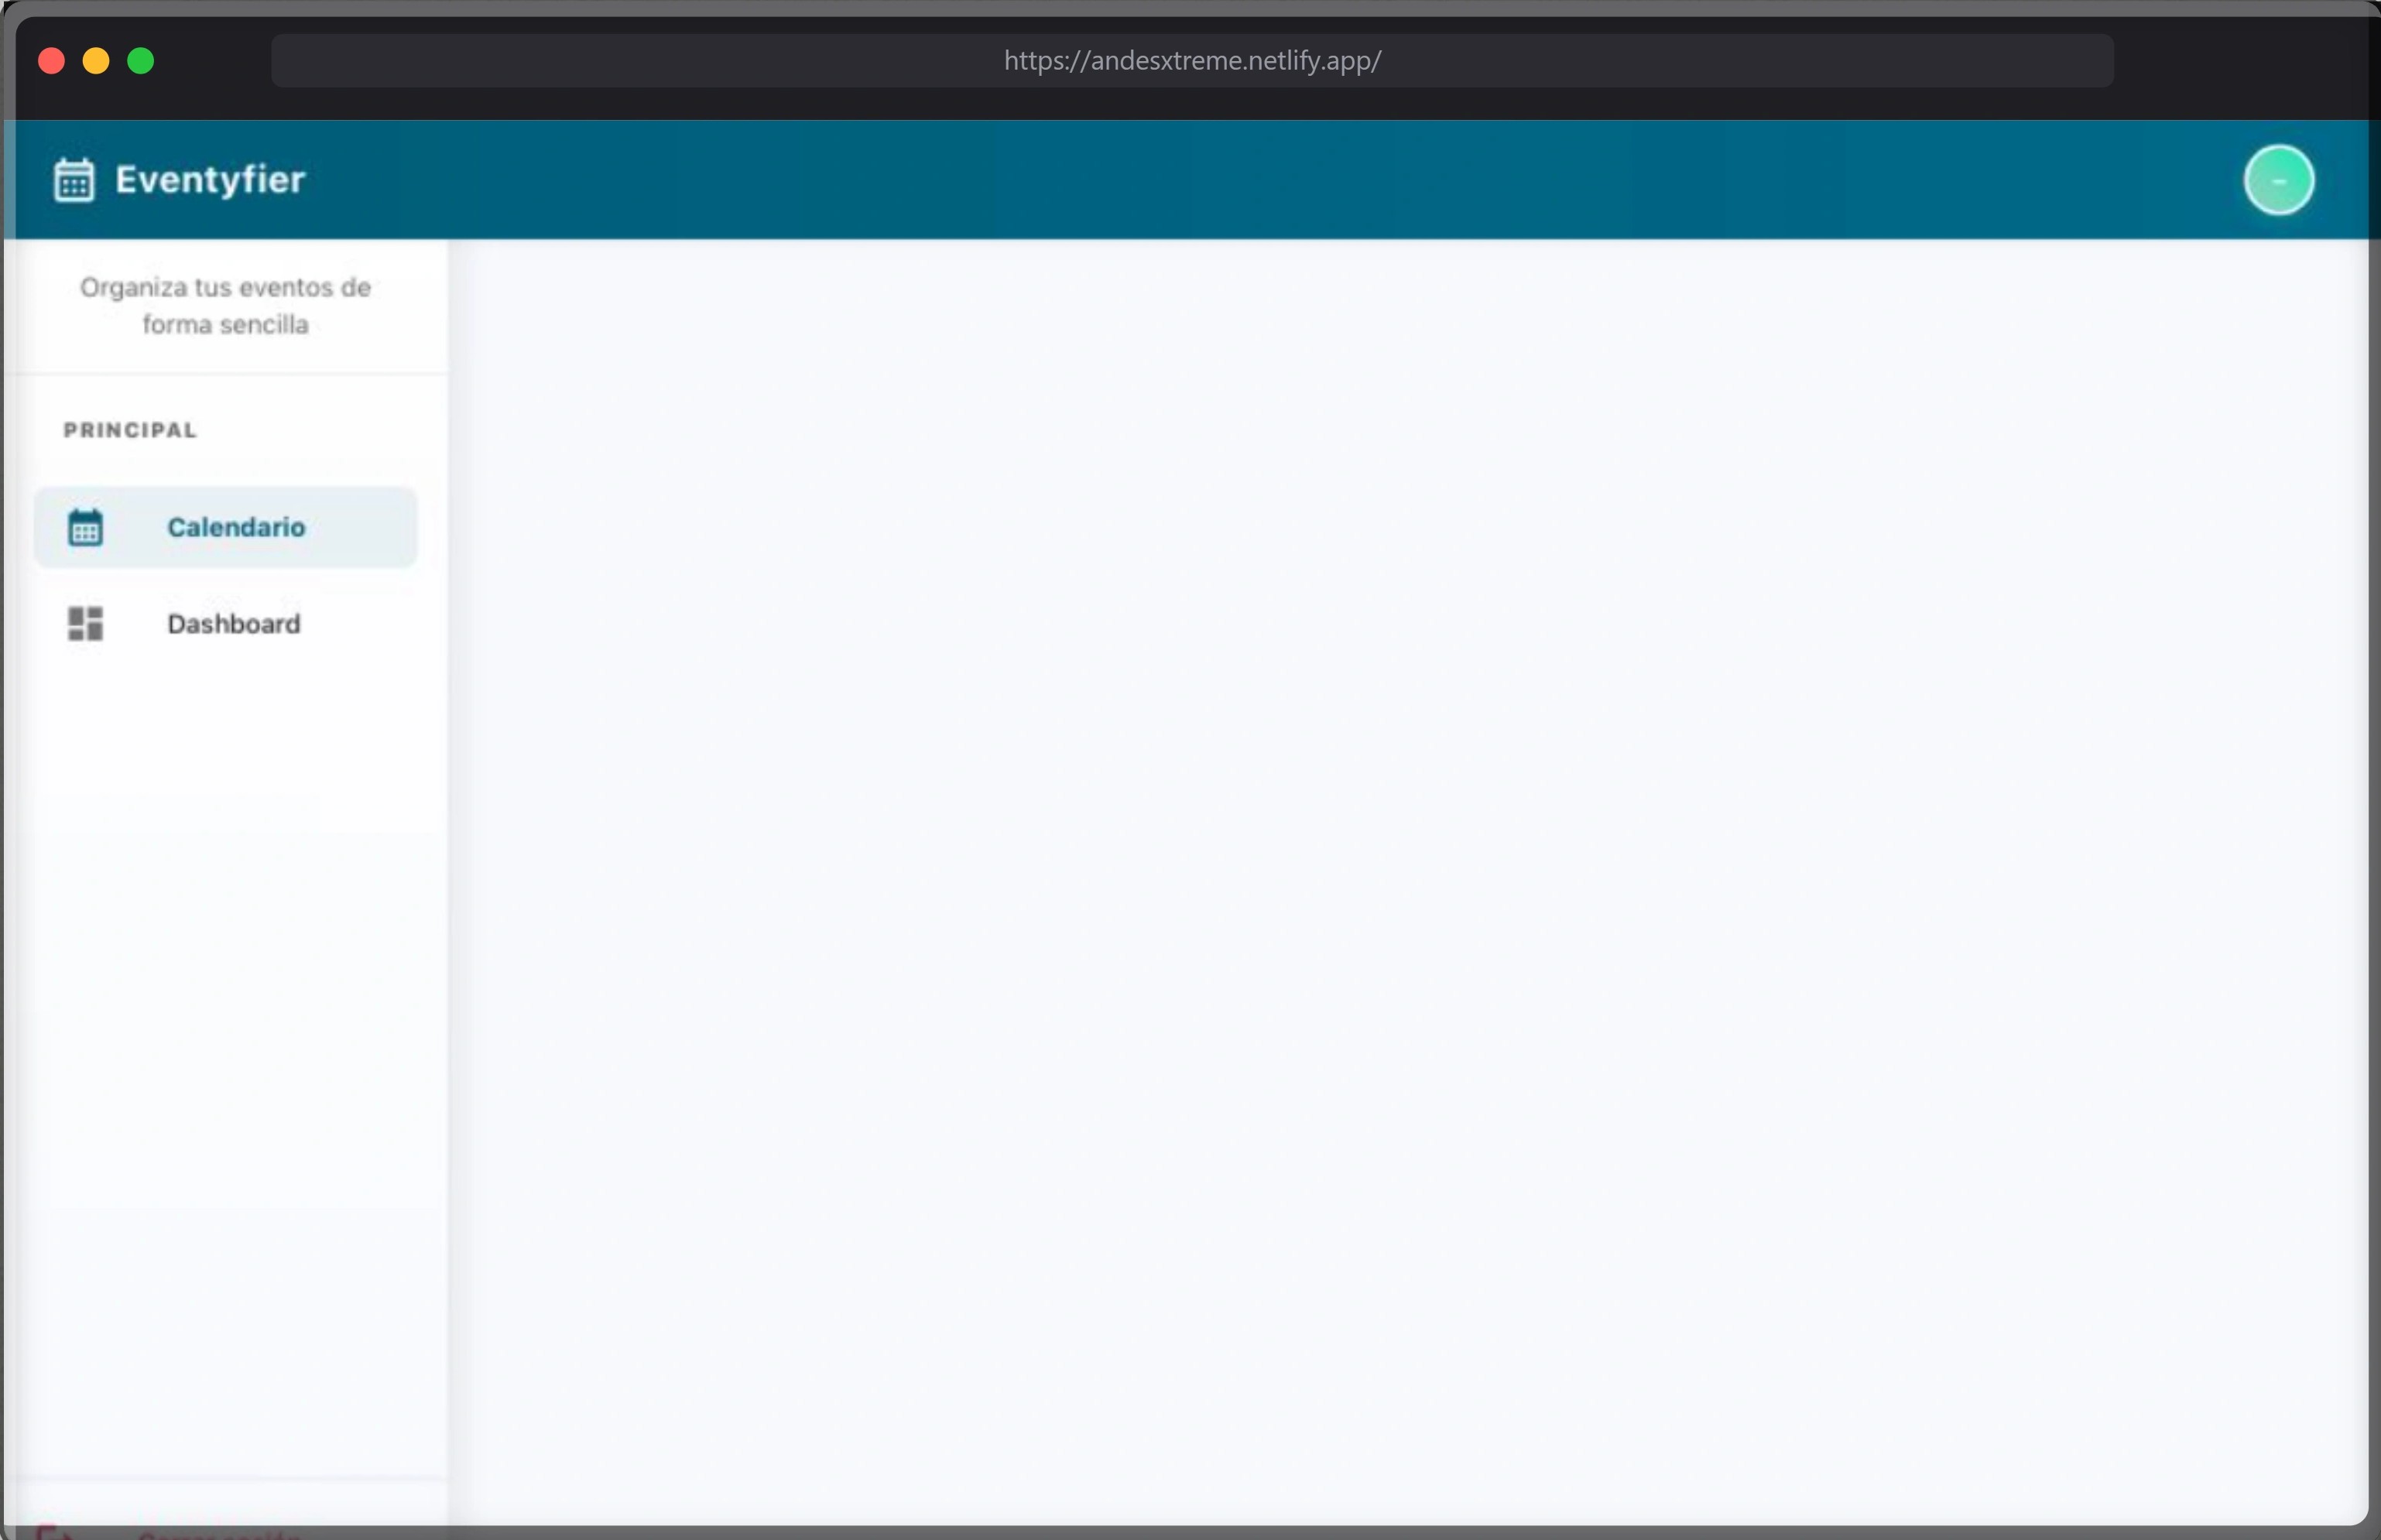 https://andesxtreme.netlify.app/
Eventyfier
-
Organiza tus eventos de
forma sencilla
PRINCIPAL
Calendario
Dashboard